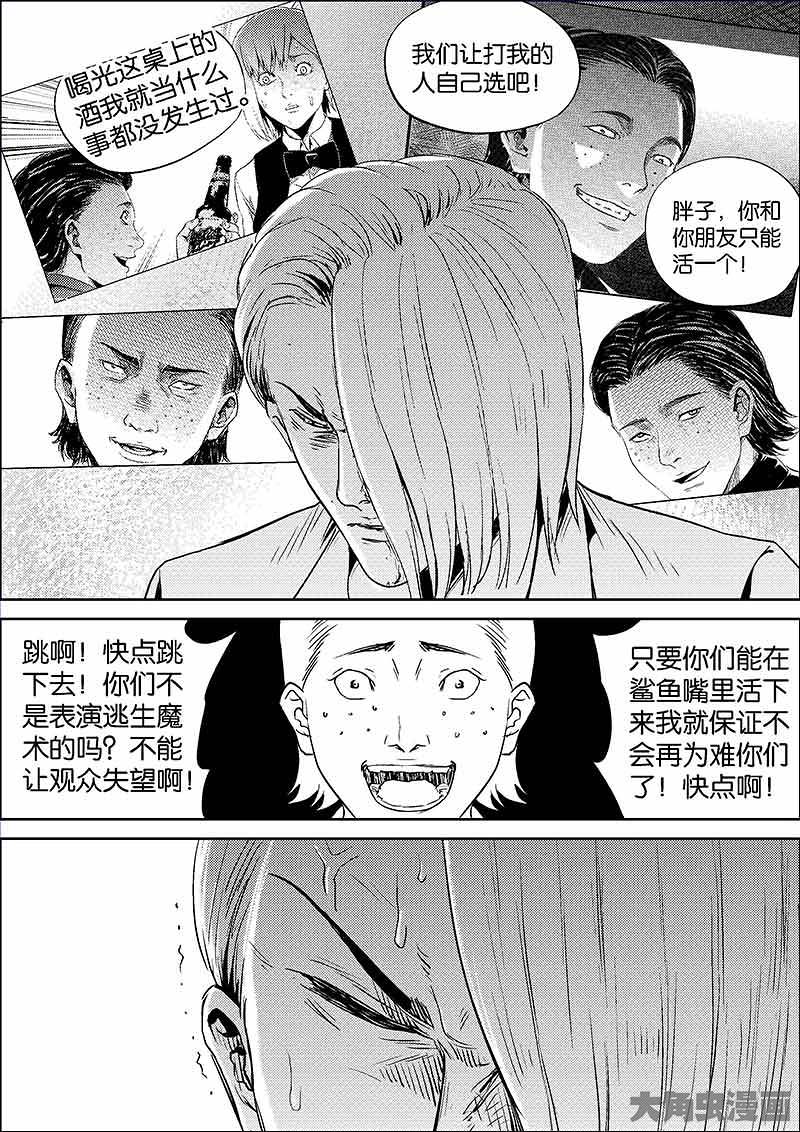 喝光这桌上的
酒我就当什么
事都没发生过。
我们让打我的
人自己选吧！
胖子，你和
你朋友只能
活一个！
跳啊！快点跳
下去！你们不
是表演逃生魔
术的吗？不能
让观众失望啊！
只要你们能在
鲨鱼嘴里活下
来我就保证不
会再为难你们
了！快点啊！
大角虫漫画